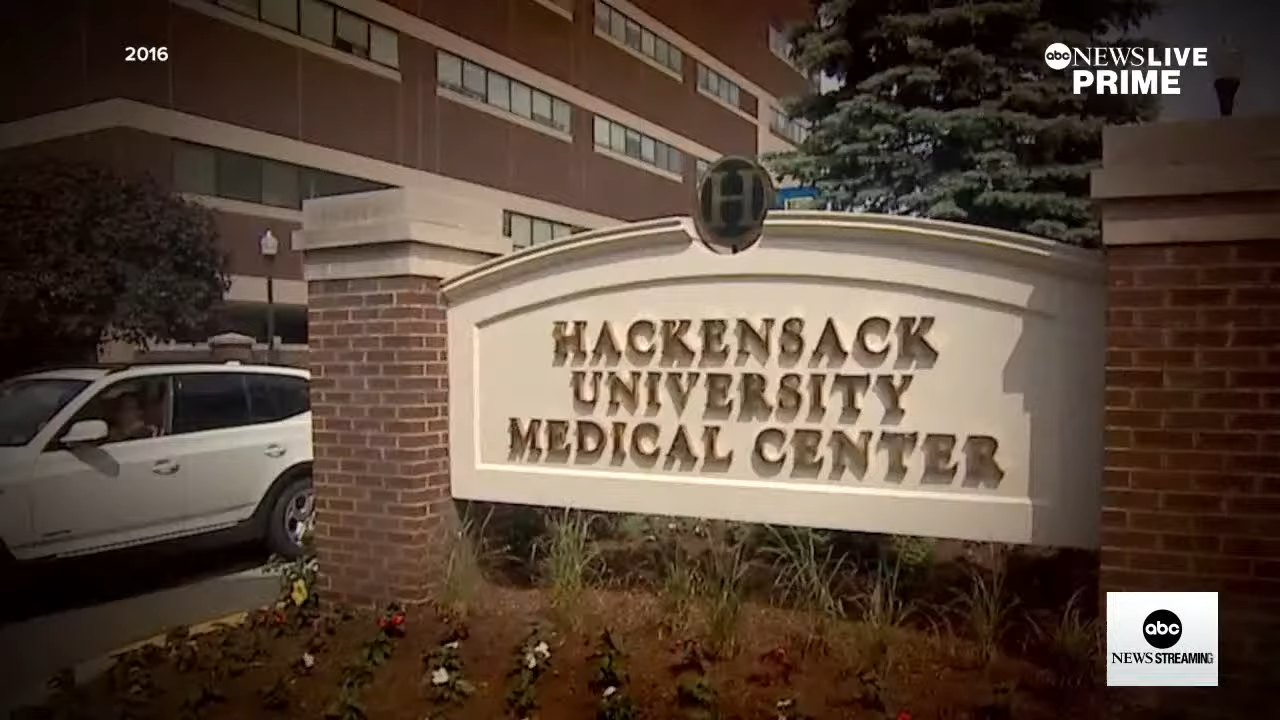 2016
abc NEWS LIVE
PRIME
H
HACKENSACK
UNIVERSITY
MEDICAL CENTER
abc
NEWS STREAMING